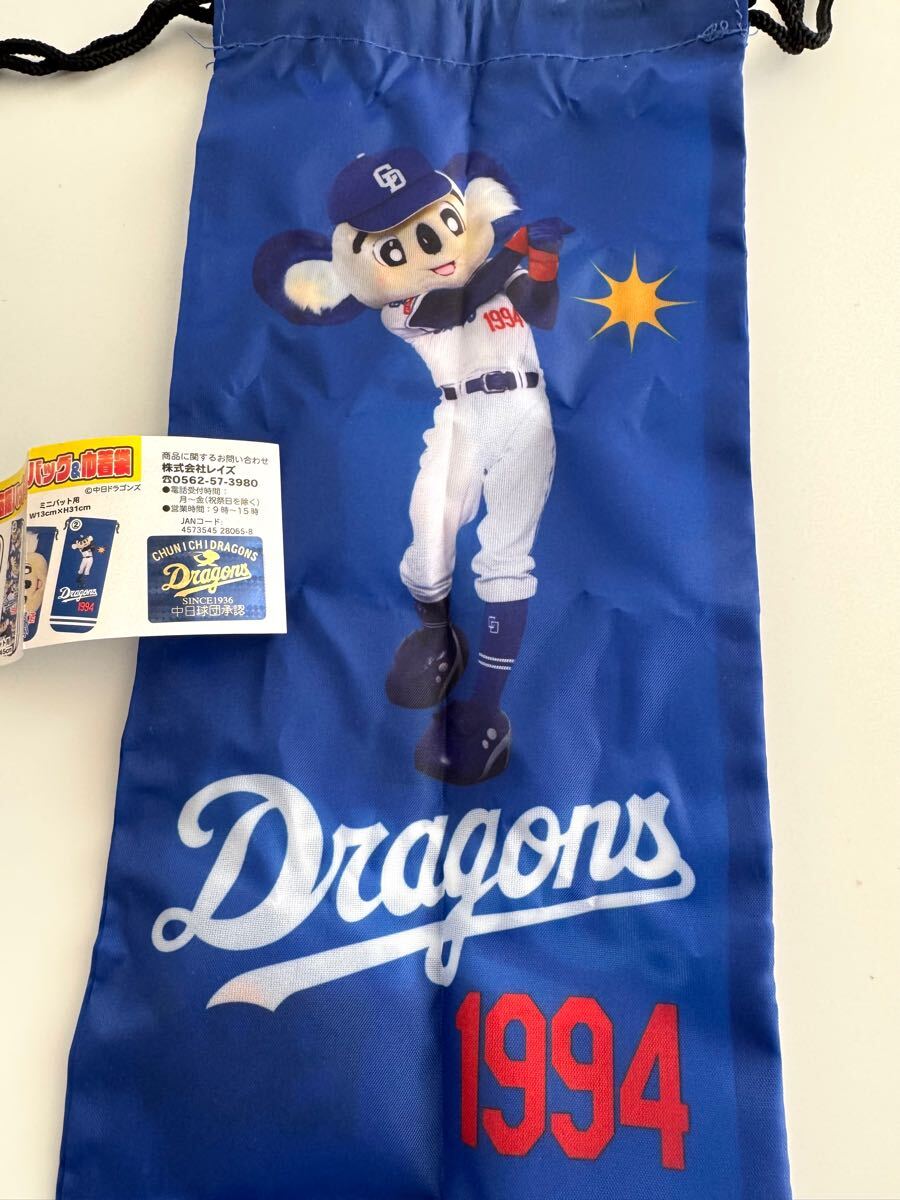 CD
1994
バッグ&巾着袋
©中日ドラゴンズ
ミニバット用
W13cm×H31cm
②
Dragons
1994
商品に関するお問い合わせ
株式会社レイズ
☎0562-57-3980
●電話受付時間：
月～金(祝祭日を除く)
●営業時間：9時～15時
JANコード：
4573545 28065-8
CHUNICHI DRAGONS
Dragons
SINCE1936
中日球団承認
CD
Dragons
1994